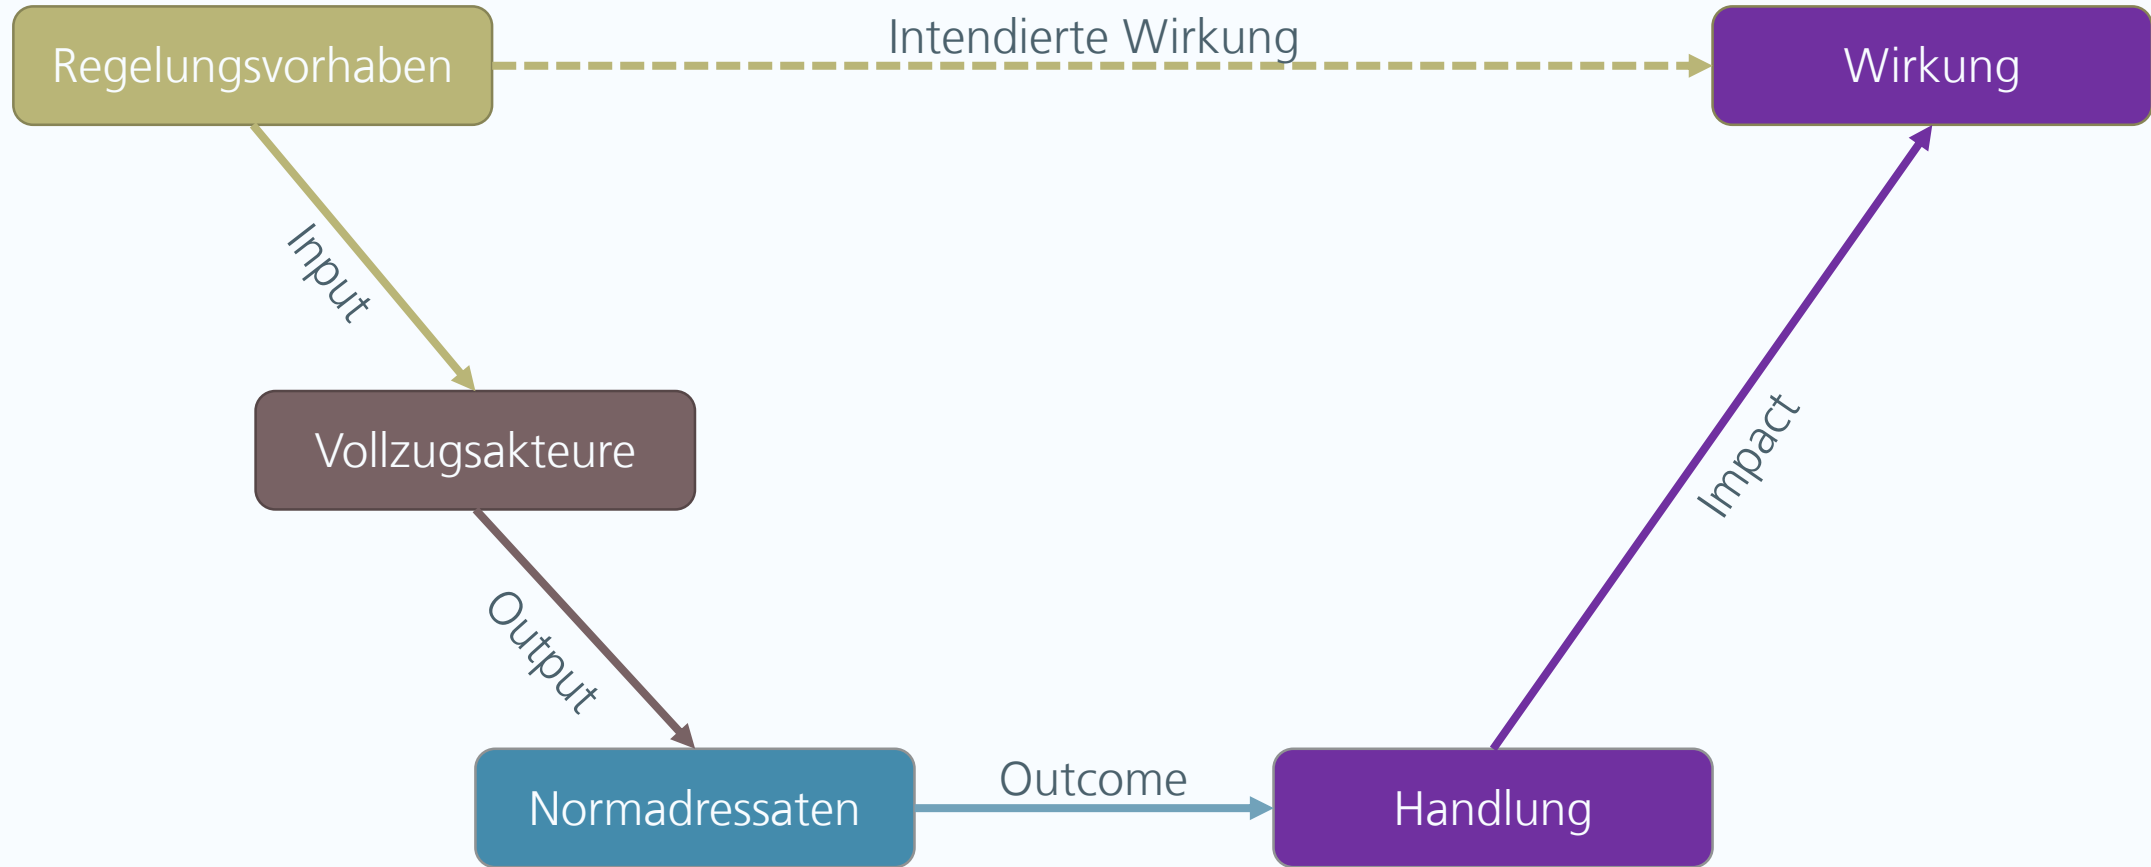 Regelungsvorhaben
Intendierte Wirkung
Wirkung
Input
Vollzugsakteure
Impact
Output
Normadressaten
Outcome
Handlung